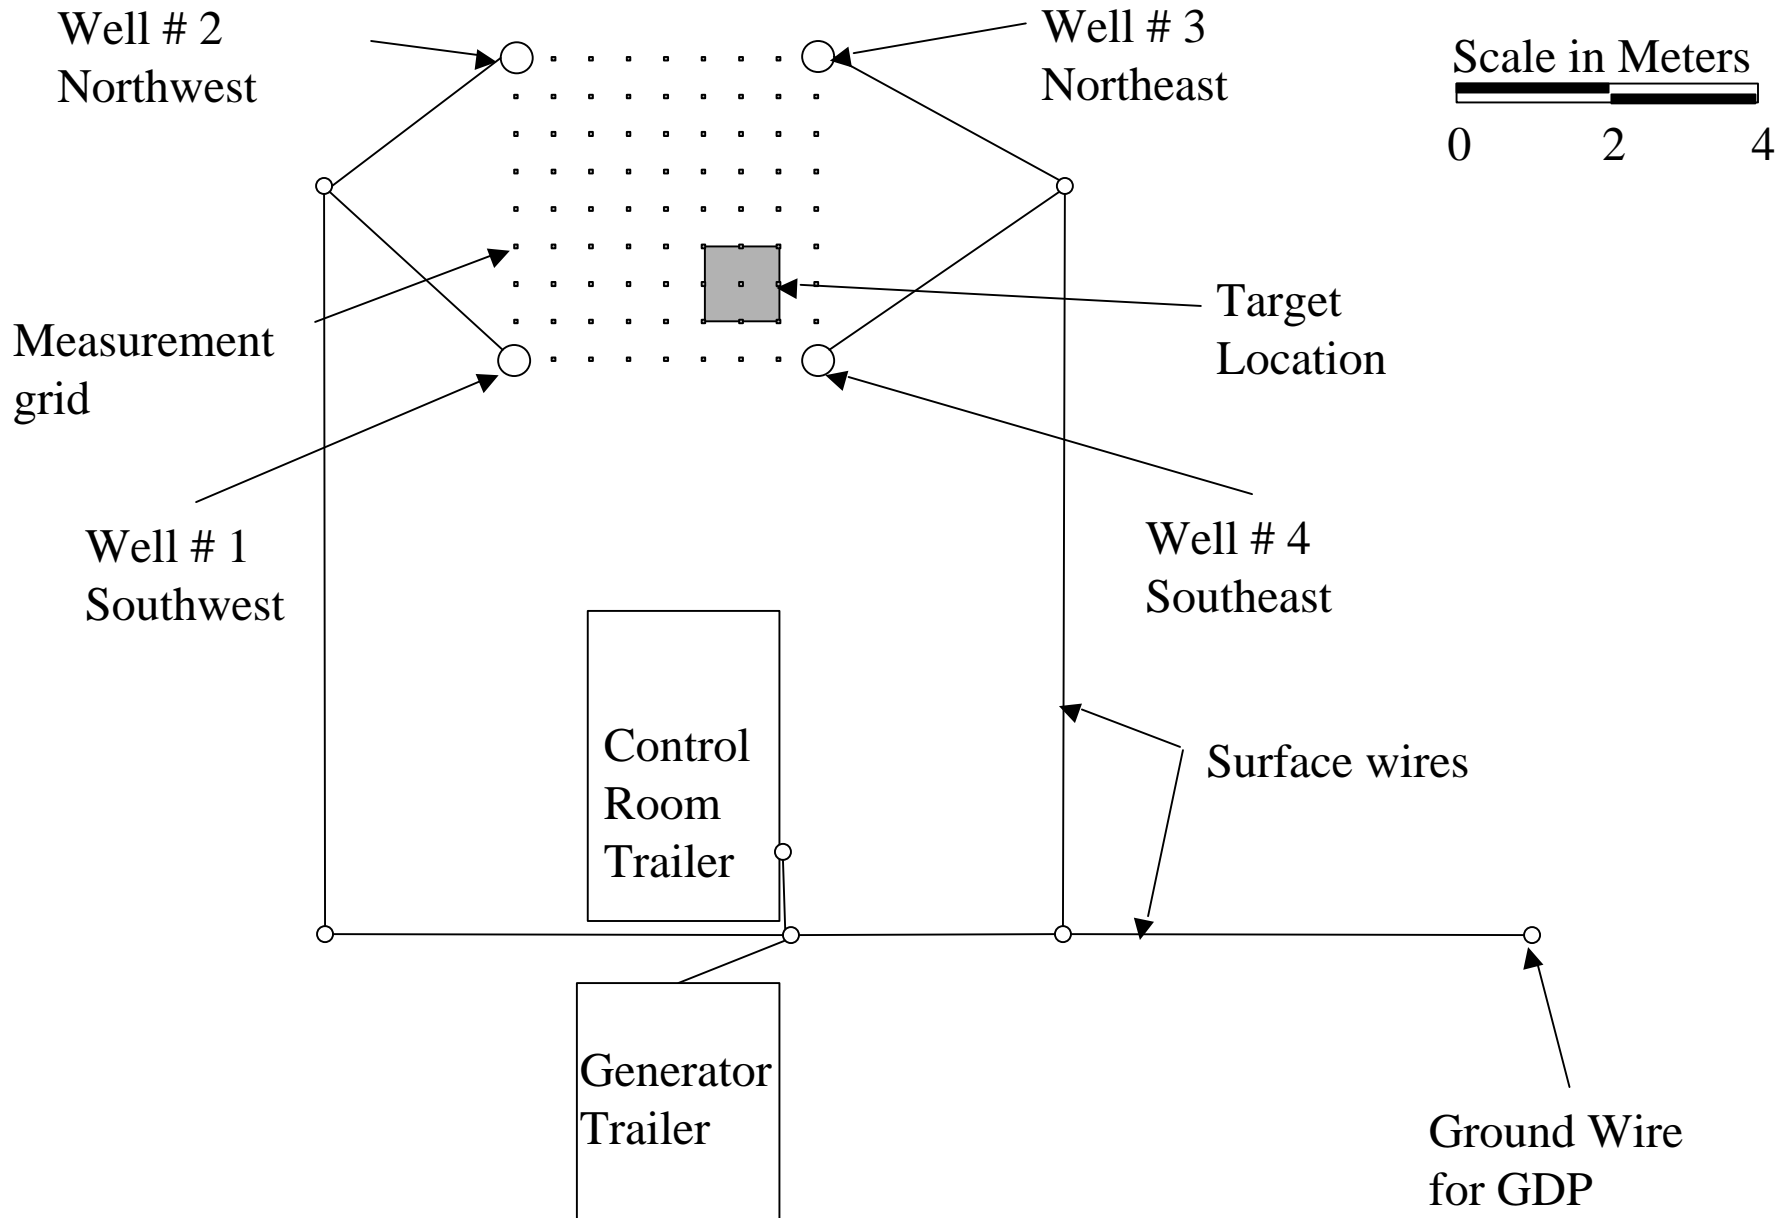 Well # 2
Northwest
Well # 3
Northeast
Scale in Meters
0 2 4
Measurement
grid
Target
Location
Well # 1
Southwest
Well # 4
Southeast
Control
Room
Trailer
Surface wires
Generator
Trailer
Ground Wire
for GDP